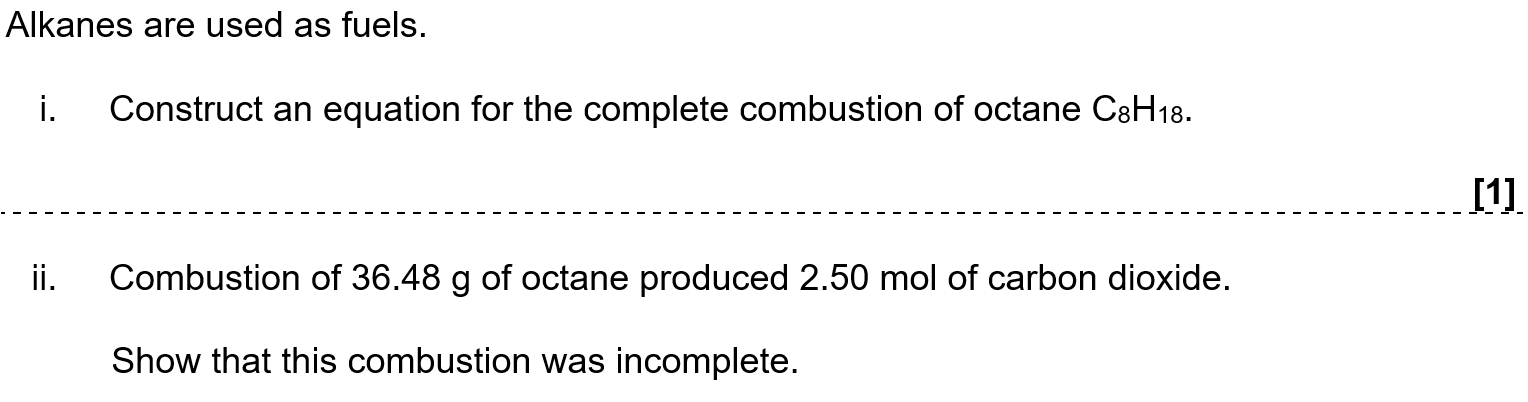 Alkanes are used as fuels.
i. Construct an equation for the complete combustion of octane C₈H₁₈.
[1]
ii. Combustion of 36.48 g of octane produced 2.50 mol of carbon dioxide.
Show that this combustion was incomplete.